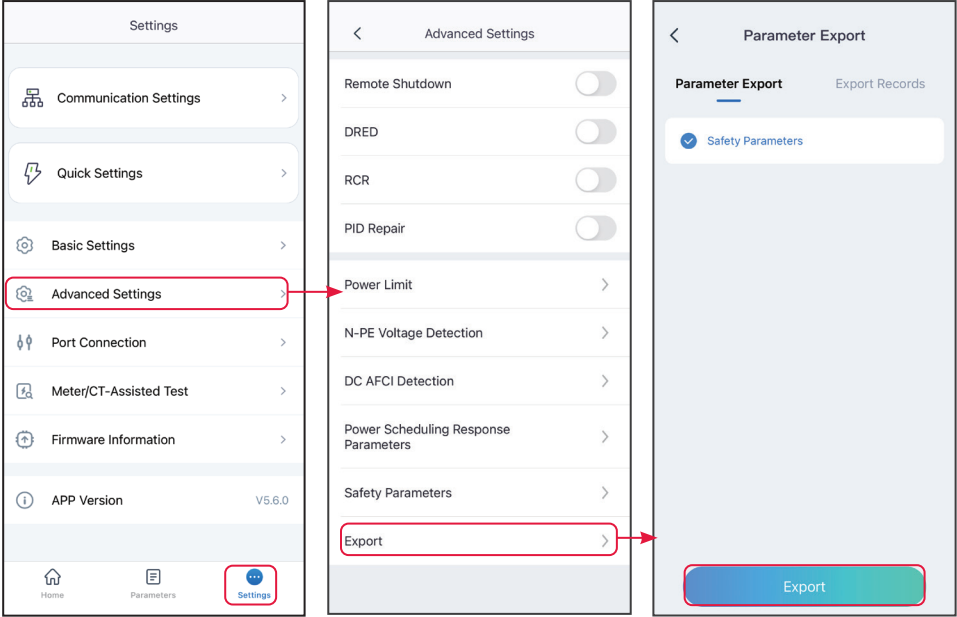 Settings
Communication Settings
Quick Settings
Basic Settings
Advanced Settings
Port Connection
Meter/CT-Assisted Test
Firmware Information
APP Version V5.6.0
Home Parameters Settings
Advanced Settings
Remote Shutdown
DRED
RCR
PID Repair
Power Limit
N-PE Voltage Detection
DC AFCI Detection
Power Scheduling Response
Parameters
Safety Parameters
Export
Parameter Export
Parameter Export Export Records
Safety Parameters
Export